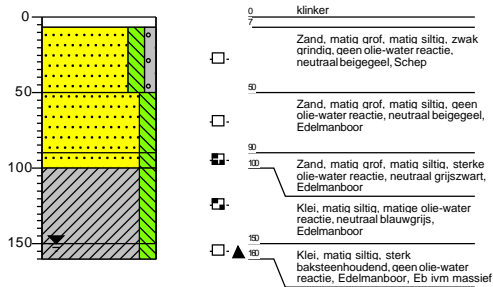 0
50
100
150
0
klinker
7
Zand, matig grof, matig siltig, zwak
grindig, geen olie-water reactie,
neutraalbeigegeel, Schep
50
Zand, matig grof, matig siltig, geen
olie-water reactie, neutraal beigegeel,
Edelmanboor
90
Zand, matig grof, matig siltig, sterke
olie-water reactie, neutraal grijszwart,
Edelmanboor
100
Klei, matig siltig, matige olie-water
reactie, neutraal blauwgrijs,
Edelmanboor
150
Klei, matig siltig, sterk
baksteenhoudend, geen olie-water
reactie, Edelmanboor, Eb ivm massief
160